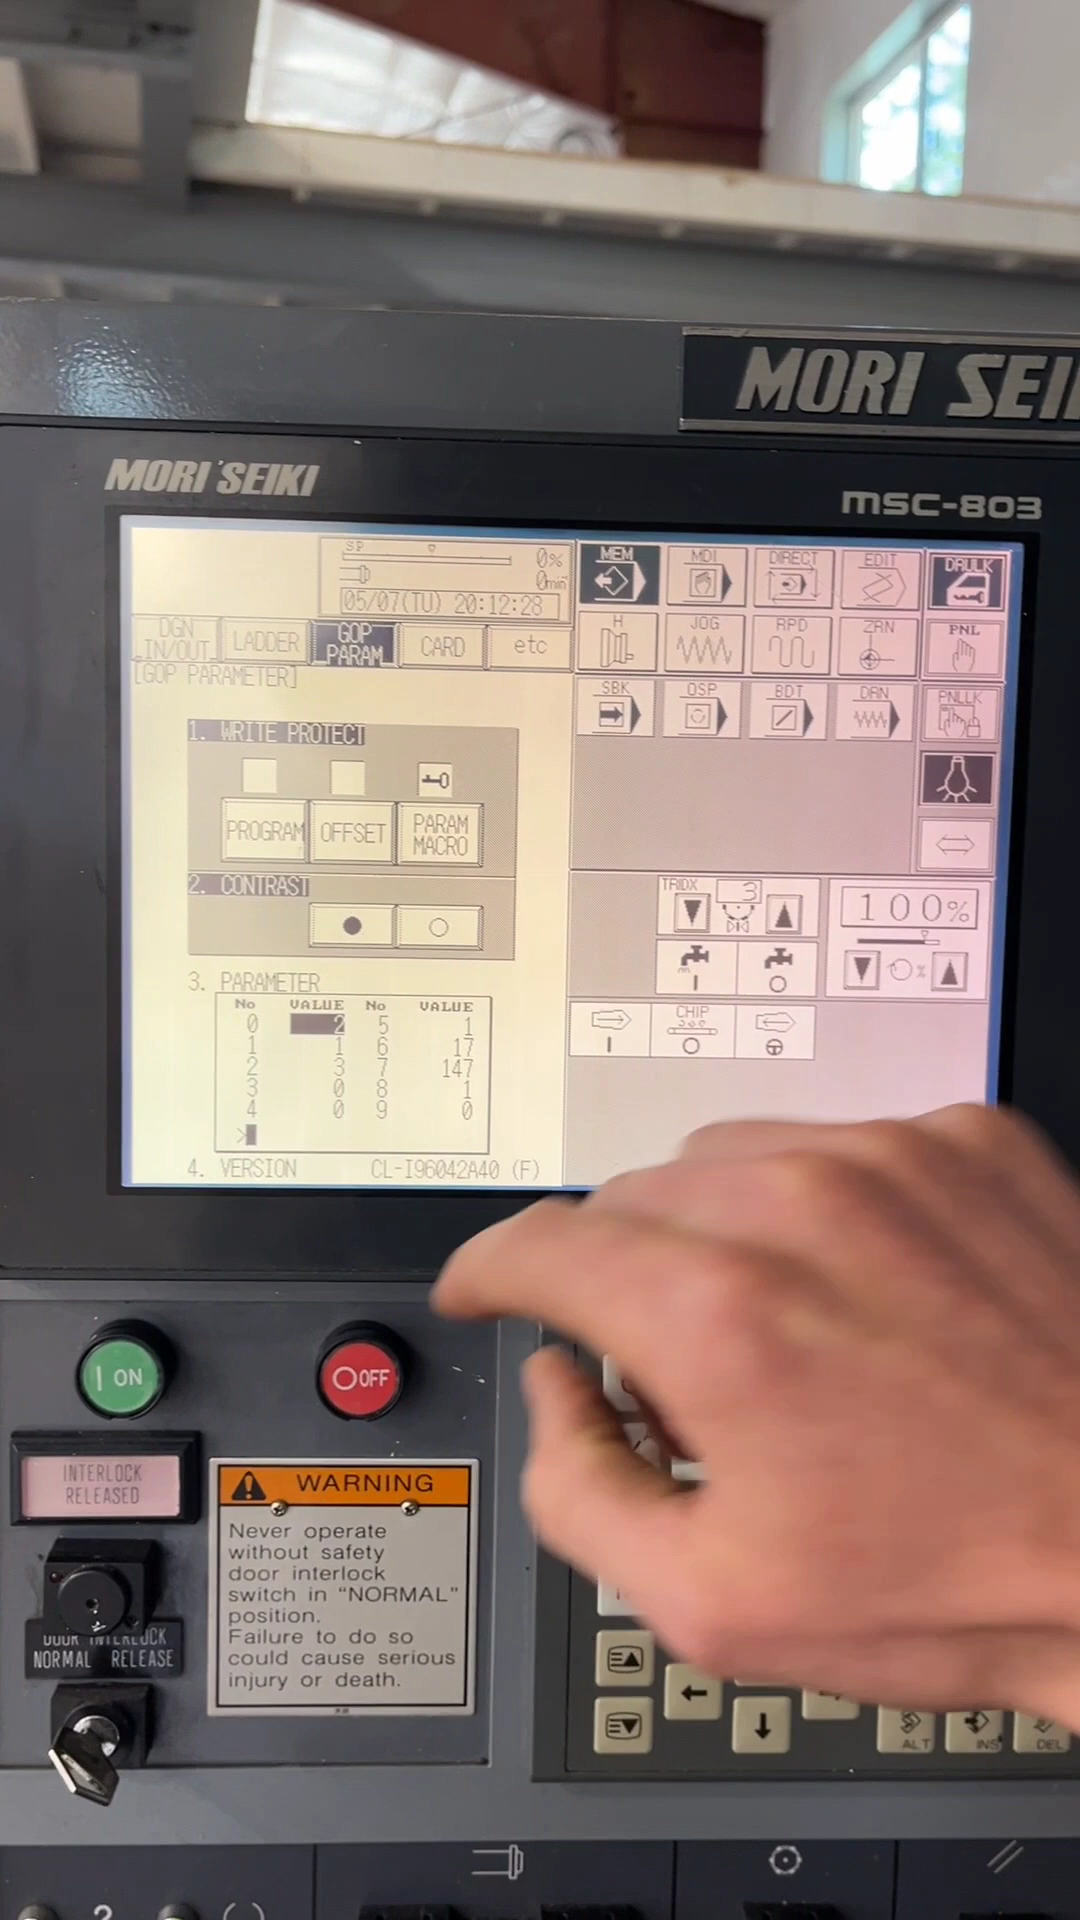 MORI SEI
MORI SEIKI
MSC-803
SP
0%
0min
05/07(TU) 20:12:28
DGN
IN/OUT
LADDER
GOP
PARAM
CARD
etc
[GOP PARAMETER]
MEM
MDI
DIRECT
EDIT
DRULK
H
JOG
RPD
ZRN
PNL
SBK
OSP
BDT
DRN
PNLLK
1. WRITE PROTECT
PROGRAM
OFFSET
PARAM
MACRO
2. CONTRAST
3. PARAMETER
No VALUE No VALUE
0 2 5 1
1 1 6 17
2 3 7 147
3 0 8 1
4 0 9 0
>
4. VERSION CL-I96042A40 (F)
TRIDX
3
100%
%
CHIP
I ON
O OFF
INTERLOCK
RELEASED
DOOR INTERLOCK
NORMAL RELEASE
WARNING
Never operate
without safety
door interlock
switch in “NORMAL”
position.
Failure to do so
could cause serious
injury or death.
ALT
INS
DEL